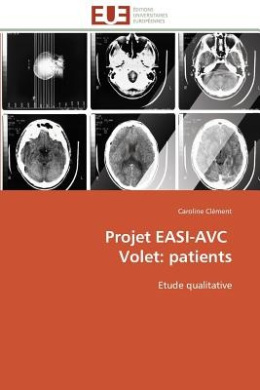 EUE
ÉDITIONS
UNIVERSITAIRES
EUROPÉENNES
Caroline Clément
Projet EASI-AVC
Volet: patients
Etude qualitative